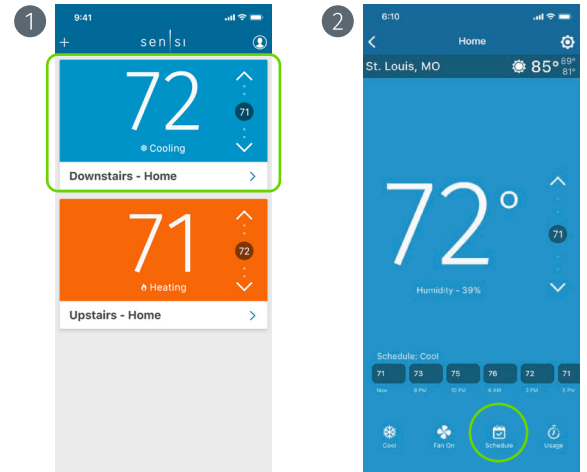 1
9:41
+ sensi
72
71
Cooling
Downstairs - Home
71
72
Heating
Upstairs - Home
2
6:10
Home
St. Louis, MO 85° 89° 81°
72°
71
Humidity - 39%
Schedule: Cool
71 73 75 76 72 71
Now 9 PM 10 PM 6 AM 3 PM 5 PM
Cool Fan On Schedule Usage